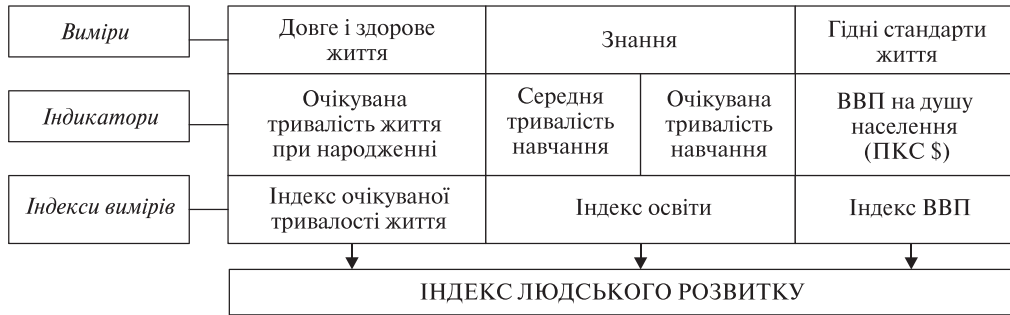 Виміри
Довге і здорове
життя
Знання
Гідні стандарти
життя
Індикатори
Очікувана
тривалість життя
при народженні
Середня
тривалість
навчання
Очікувана
тривалість
навчання
ВВП на душу
населення
(ПКС $)
Індекси вимірів
Індекс очікуваної
тривалості життя
Індекс освіти
Індекс ВВП
ІНДЕКС ЛЮДСЬКОГО РОЗВИТКУ